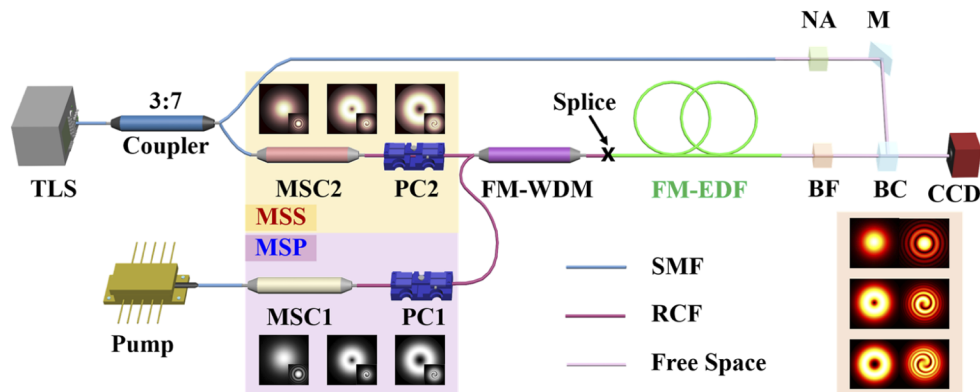 NA
M
3:7
Splice
Coupler
TLS
MSC2
PC2
FM-WDM
FM-EDF
BF
BC
CCD
MSS
MSP
SMF
MSC1
PC1
RCF
Pump
Free Space